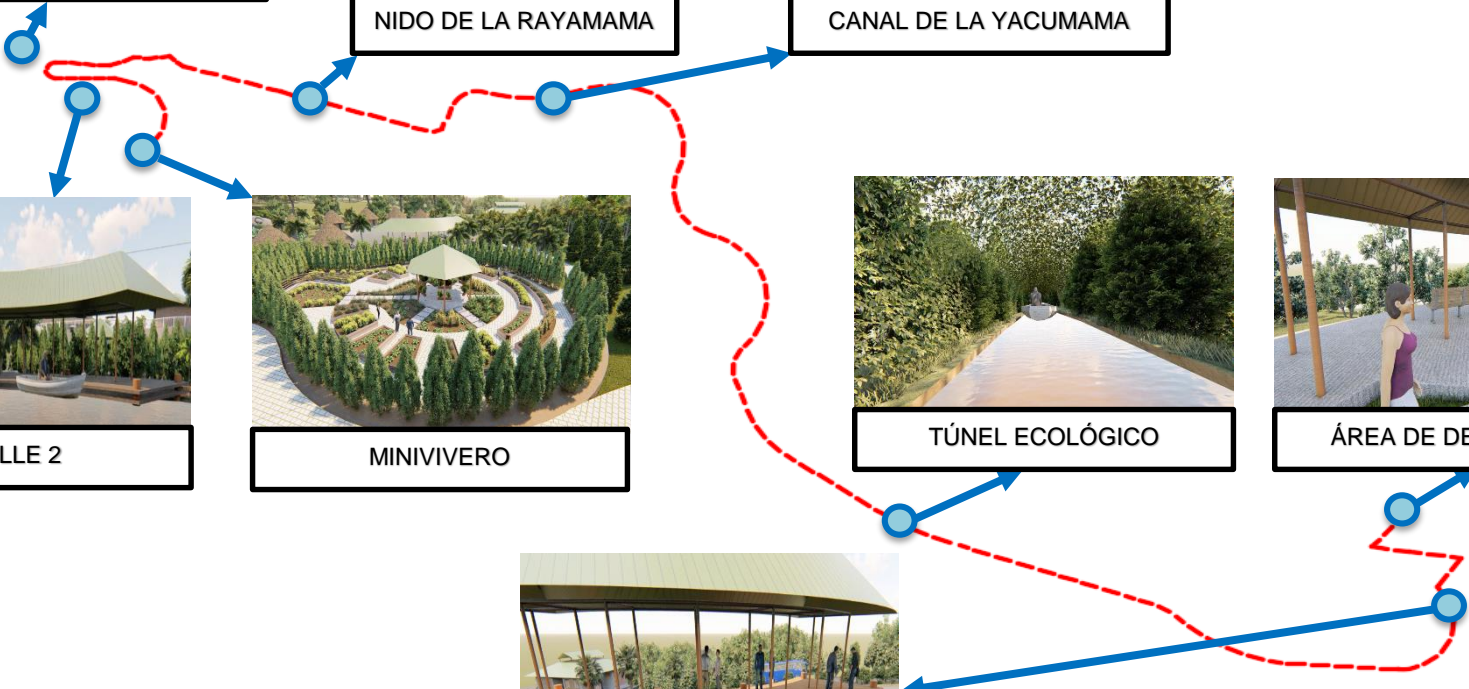 NIDO DE LA RAYAMAMA
CANAL DE LA YACUMAMA
LLE 2
MINIVIVERO
TÚNEL ECOLÓGICO
ÁREA DE DE